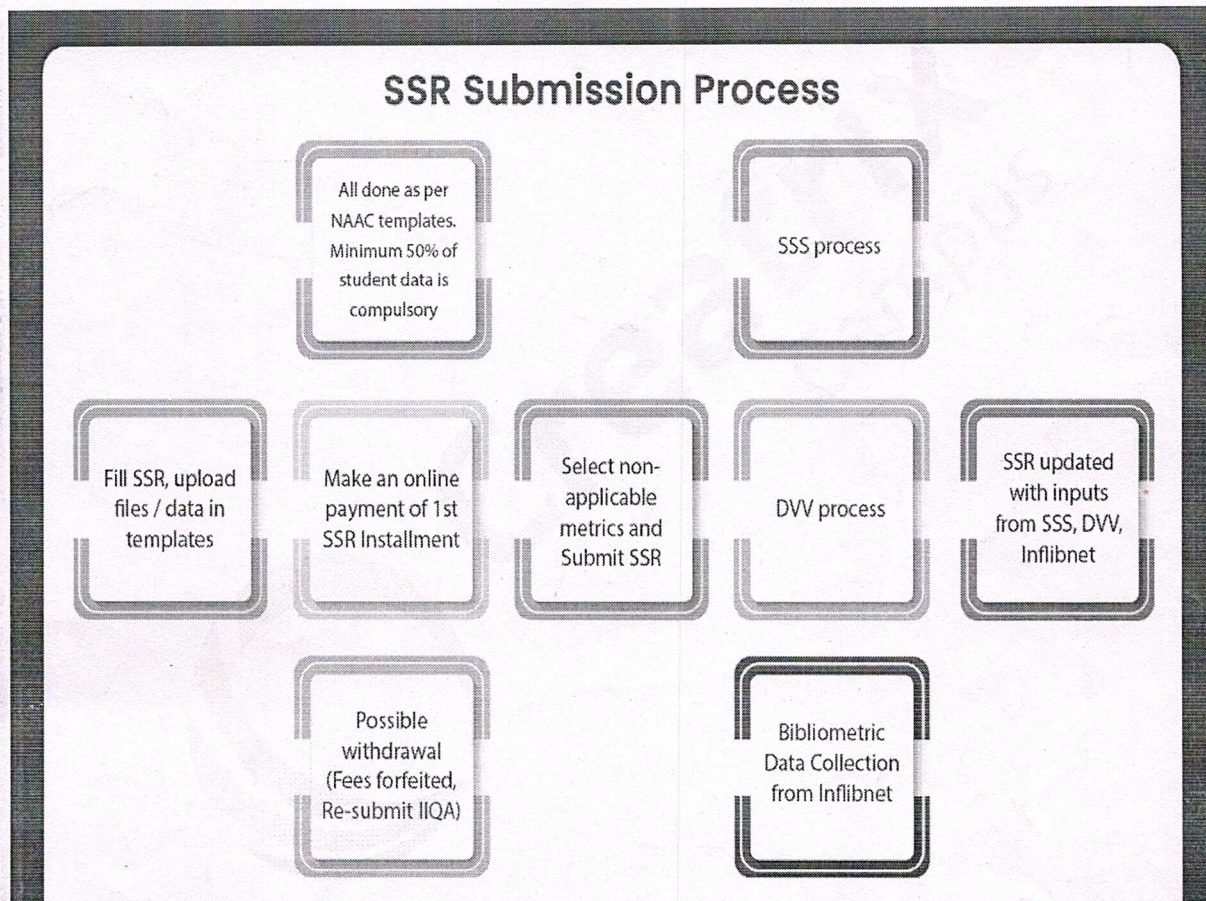 SSR Submission Process
All done as per
NAAC templates.
Minimum 50% of
student data is
compulsory
SSS process
Fill SSR, upload
files / data in
templates
Make an online
payment of 1st
SSR Installment
Select non-
applicable
metrics and
Submit SSR
DVV process
SSR updated
with inputs
from SSS, DVV,
Inflibnet
Possible
withdrawal
(Fees forfeited,
Re-submit IIQA)
Bibliometric
Data Collection
from Inflibnet